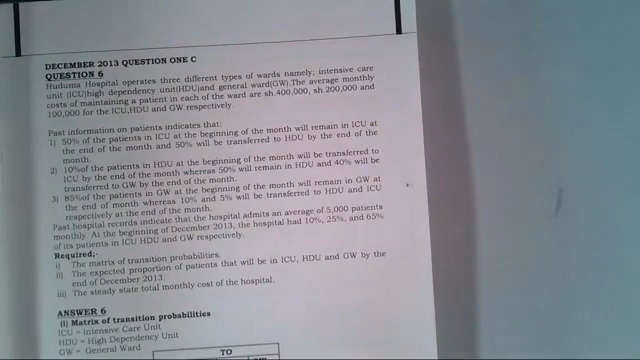 DECEMBER 2013 QUESTION ONE C
QUESTION 6
Huduma Hospital operates three different types of wards namely; intensive care
unit (ICU)high dependency unit(HDU)and general ward(GW).The average monthly
costs of maintaining a patient in each of the ward are sh.400,000, sh.200,000 and
100,000 for the ICU,HDU and GW respectively.
Past information on patients indicates that:
1) 50% of the patients in ICU at the beginning of the month will remain in ICU at
the end of the month and 50% will be transferred to HDU by the end of the
month.
2) 10%of the patients in HDU at the beginning of the month will be transferred to
ICU by the end of the month whereas 50% will remain in HDU and 40% will be
transferred to GW by the end of the month.
3) 85%of the patients in GW at the beginning of the month will remain in GW at
the end of month whereas 10% and 5% will be transferred to HDU and ICU
respectively at the end of the month.
Past hospital records indicate that the hospital admits an average of 5,000 patients
monthly. At the beginning of December 2013, the hospital had 10%, 25%, and 65%
of its patients in ICU HDU and GW respectively.
Required;-
i) The matrix of transition probabilities.
ii) The expected proportion of patients that will be in ICU, HDU and GW by the
end of December 2013.
iii) The steady state total monthly cost of the hospital.
ANSWER 6
(i) Matrix of transition probabilities
ICU = Intensive Care Unit
HDU = High Dependency Unit
GW = General Ward
TO